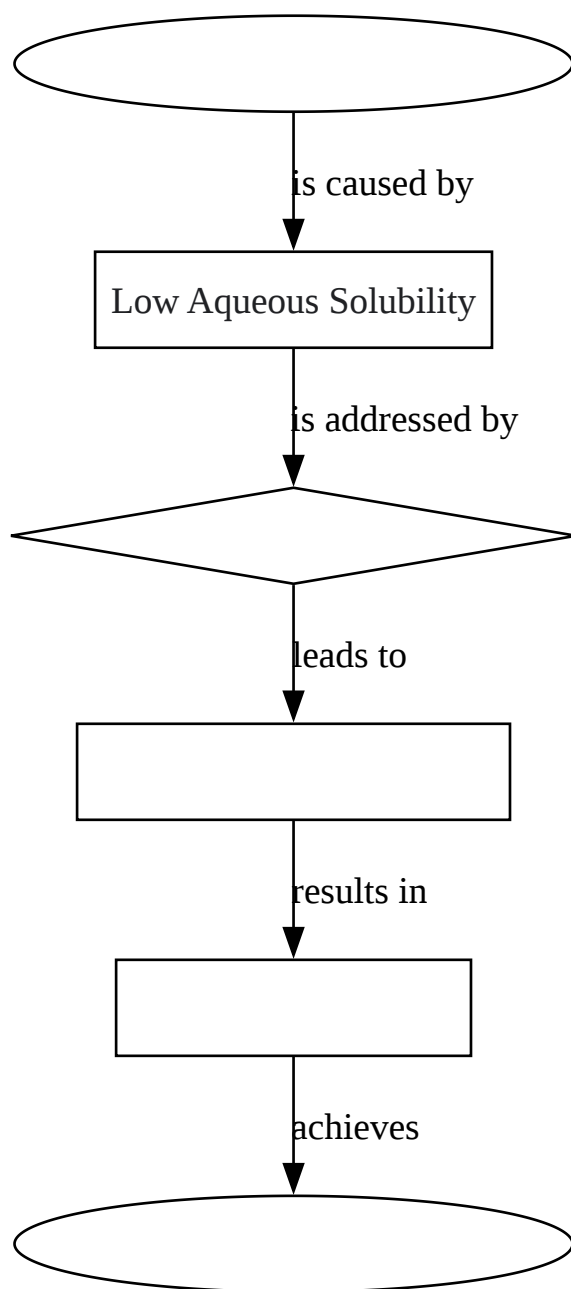 is caused by
Low Aqueous Solubility
is addressed by
leads to
results in
achieves